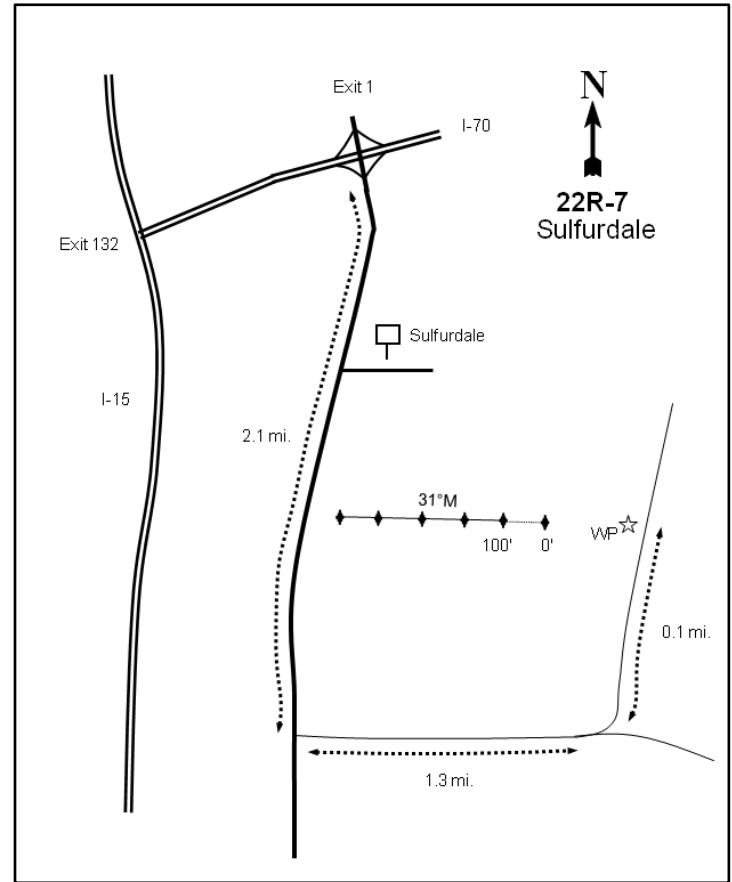 Exit 1
I-70
N
22R-7
Sulfurdale
Exit 132
Sulfurdale
I-15
2.1 mi.
31°M
100'
0'
WP
0.1 mi.
1.3 mi.